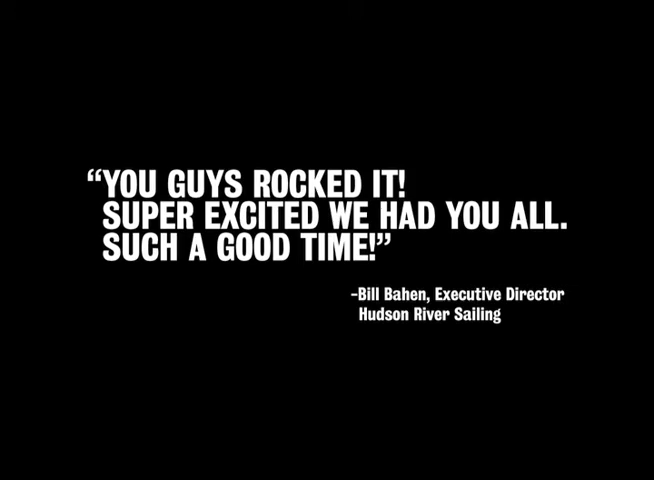 “YOU GUYS ROCKED IT!
SUPER EXCITED WE HAD YOU ALL.
SUCH A GOOD TIME!”
-Bill Bahen, Executive Director
Hudson River Sailing